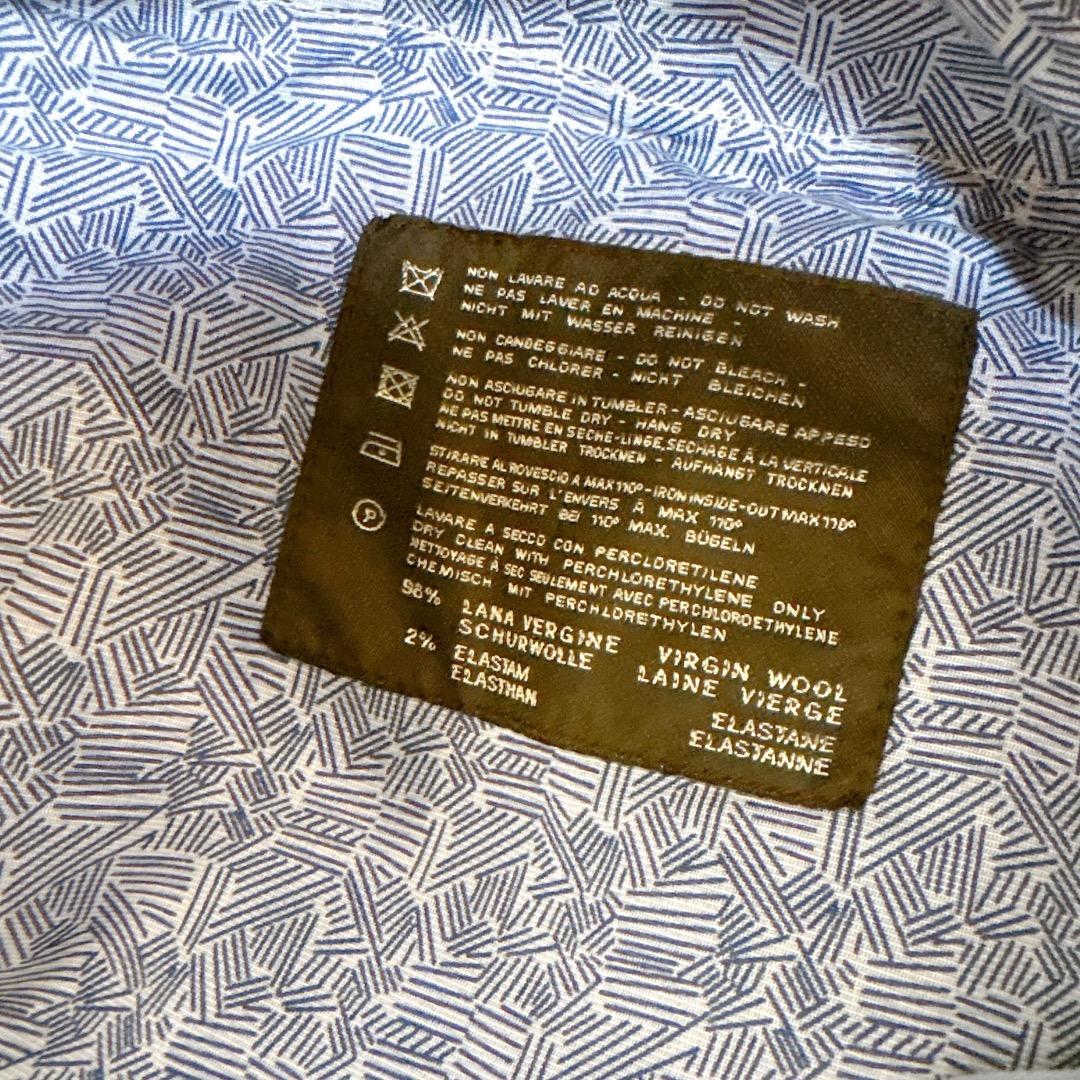 NON LAVARE AD ACQUA - DO NOT WASH
NE PAS LAVER EN MACHINE -
NICHT MIT WASSER REINIGEN
NON CANDEGGIARE - DO NOT BLEACH -
NE PAS CHLORER - NICHT BLEICHEN
NON ASCIUGARE IN TUMBLER - ASCIUGARE APPESO
DO NOT TUMBLE DRY - HANG DRY
NE PAS METTRE EN SECHE-LINGE, SECHAGE À LA VERTICALE
NICHT IN TUMBLER TROCKNEN - AUFHÄNGT TROCKNEN
STIRARE AL ROVESCIO A MAX 110° - IRON INSIDE-OUT MAX 110°
REPASSER SUR L'ENVERS À MAX 110°
SEITENVERKEHRT BEI 110° MAX. BÜGELN
P
LAVARE A SECCO CON PERCLORETILENE
DRY CLEAN WITH PERCHLORETHYLENE ONLY
NETTOYAGE À SEC SEULEMENT AVEC PERCHLOROETHYLENE
CHEMISCH MIT PERCHLORETHYLEN
98% LANA VERGINE VIRGIN WOOL
SCHURWOLLE LAINE VIERGE
2% ELASTAM ELASTANE
ELASTHAN ELASTANNE